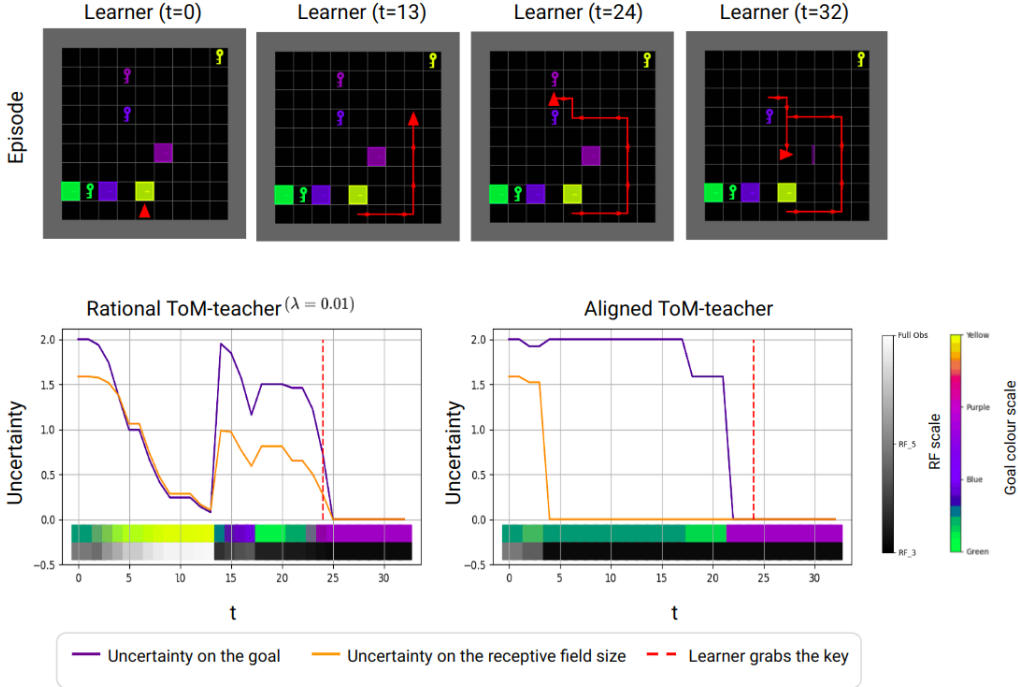 Learner (t=0) Learner (t=13) Learner (t=24) Learner (t=32)
Episode
Rational ToM-teacher (λ = 0.01) Aligned ToM-teacher
Uncertainty
2.0
1.5
1.0
0.5
0.0
−0.5
0 5 10 15 20 25 30
t
Uncertainty
2.0
1.5
1.0
0.5
0.0
−0.5
0 5 10 15 20 25 30
t
Full Obs
RF_5
RF_3
RF scale
Yellow
Purple
Blue
Green
Goal colour scale
Uncertainty on the goal Uncertainty on the receptive field size Learner grabs the key